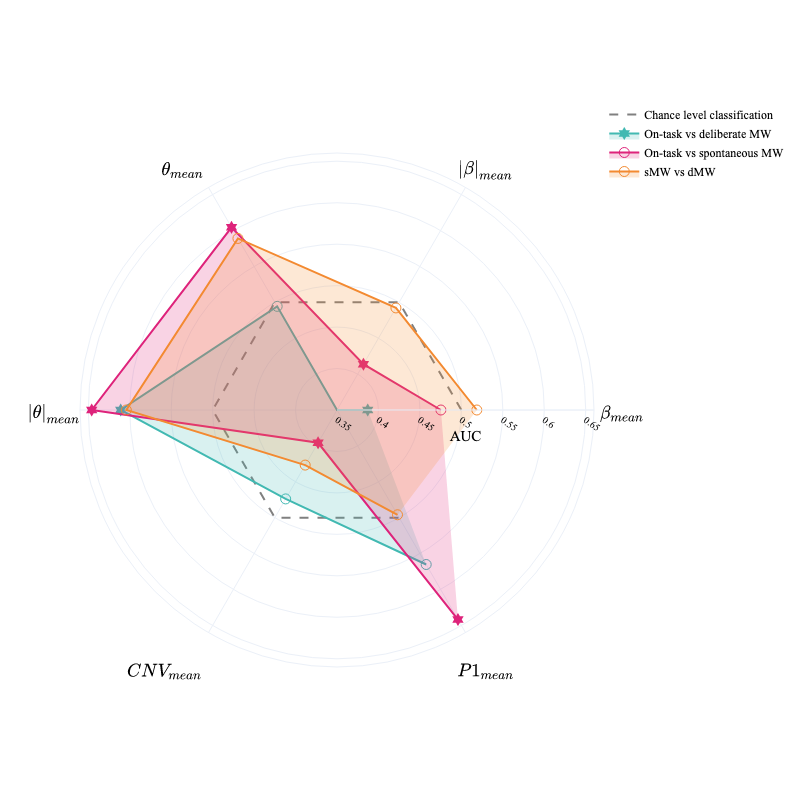 Chance level classification
On-task vs deliberate MW
On-task vs spontaneous MW
sMW vs dMW
θmean
|β|mean
|θ|mean
βmean
0.35
0.4
0.45
0.5
0.55
0.6
0.65
AUC
CNVmean
P1mean